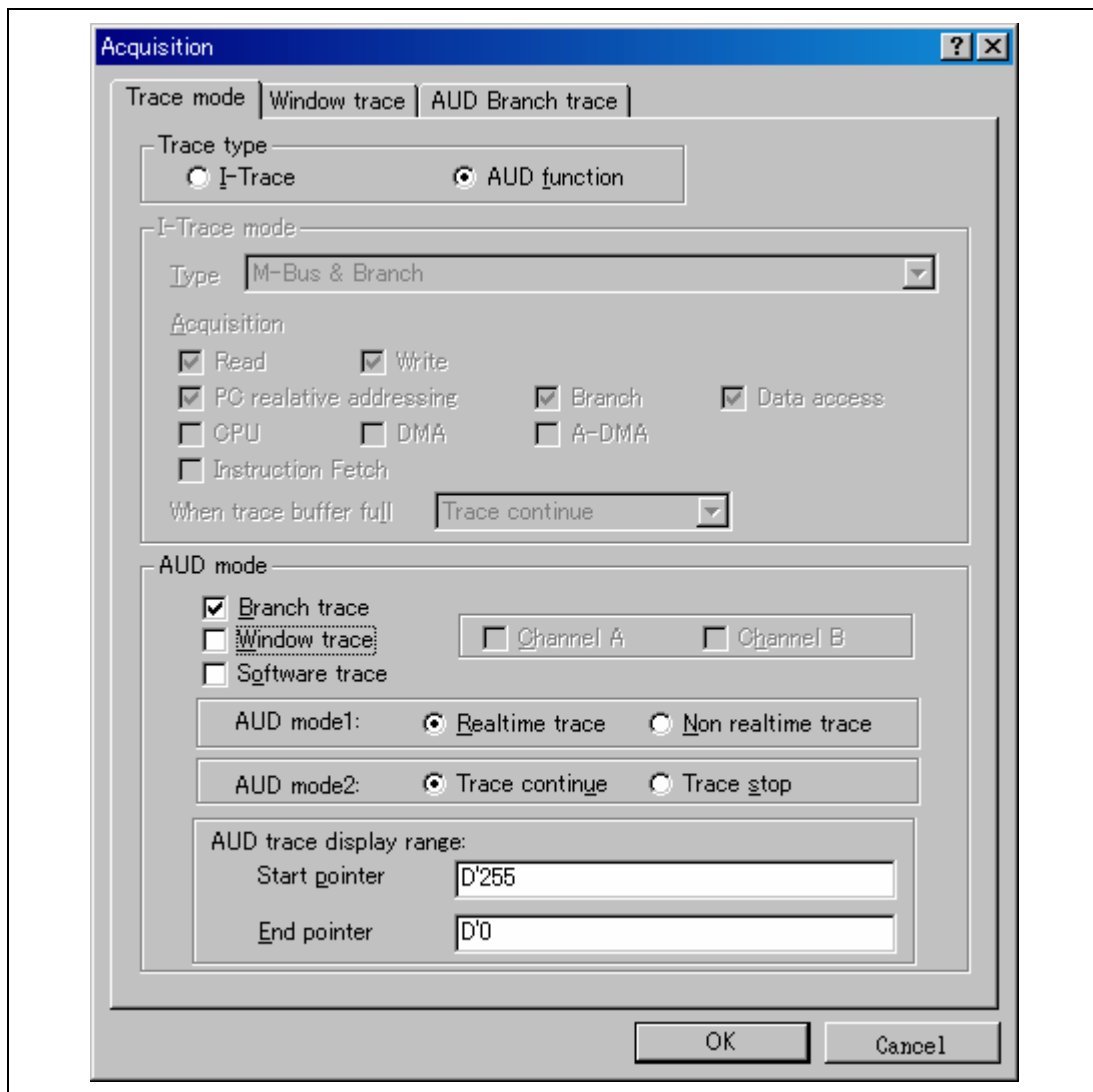 Acquisition
Trace mode Window trace AUD Branch trace
Trace type
I-Trace AUD function
I-Trace mode
Type M-Bus & Branch
Acquisition
Read Write
PC realative addressing Branch Data access
CPU DMA A-DMA
Instruction Fetch
When trace buffer full Trace continue
AUD mode
Branch trace
Window trace Channel A Channel B
Software trace
AUD mode1: Realtime trace Non realtime trace
AUD mode2: Trace continue Trace stop
AUD trace display range:
Start pointer D'255
End pointer D'0
OK Cancel